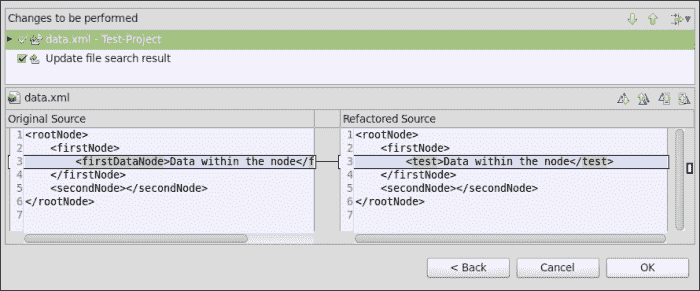 Changes to be performed
data.xml - Test-Project
Update file search result
data.xml
Original Source
1 <rootNode>
2 <firstNode>
3 <firstDataNode>Data within the node</f
4 </firstNode>
5 <secondNode></secondNode>
6 </rootNode>
7
Refactored Source
1 <rootNode>
2 <firstNode>
3 <test>Data within the node</test>
4 </firstNode>
5 <secondNode></secondNode>
6 </rootNode>
7
< Back
Cancel
OK